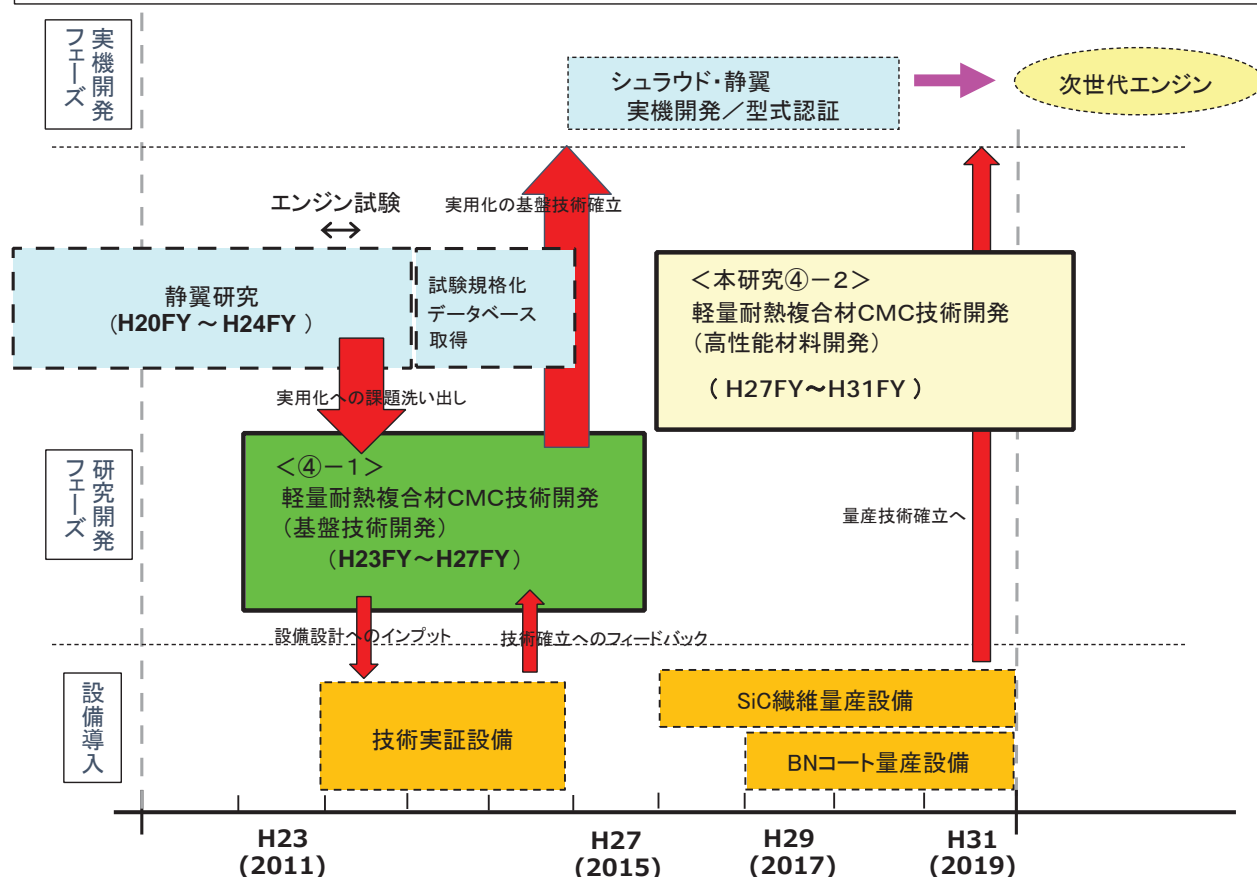 実機開発
フェーズ
シュラウド・静翼
実機開発／型式認証
次世代エンジン
エンジン試験
実用化の基盤技術確立
静翼研究
(H20FY ～ H24FY )
試験規格化
データベース
取得
＜本研究④－２＞
軽量耐熱複合材CMC技術開発
(高性能材料開発)
( H27FY～H31FY )
実用化への課題洗い出し
研究開発
フェーズ
＜④－１＞
軽量耐熱複合材CMC技術開発
(基盤技術開発)
(H23FY～H27FY)
量産技術確立へ
設備設計へのインプット
技術確立へのフィードバック
設備導入
技術実証設備
SiC繊維量産設備
BNコート量産設備
H23
(2011)
H27
(2015)
H29
(2017)
H31
(2019)